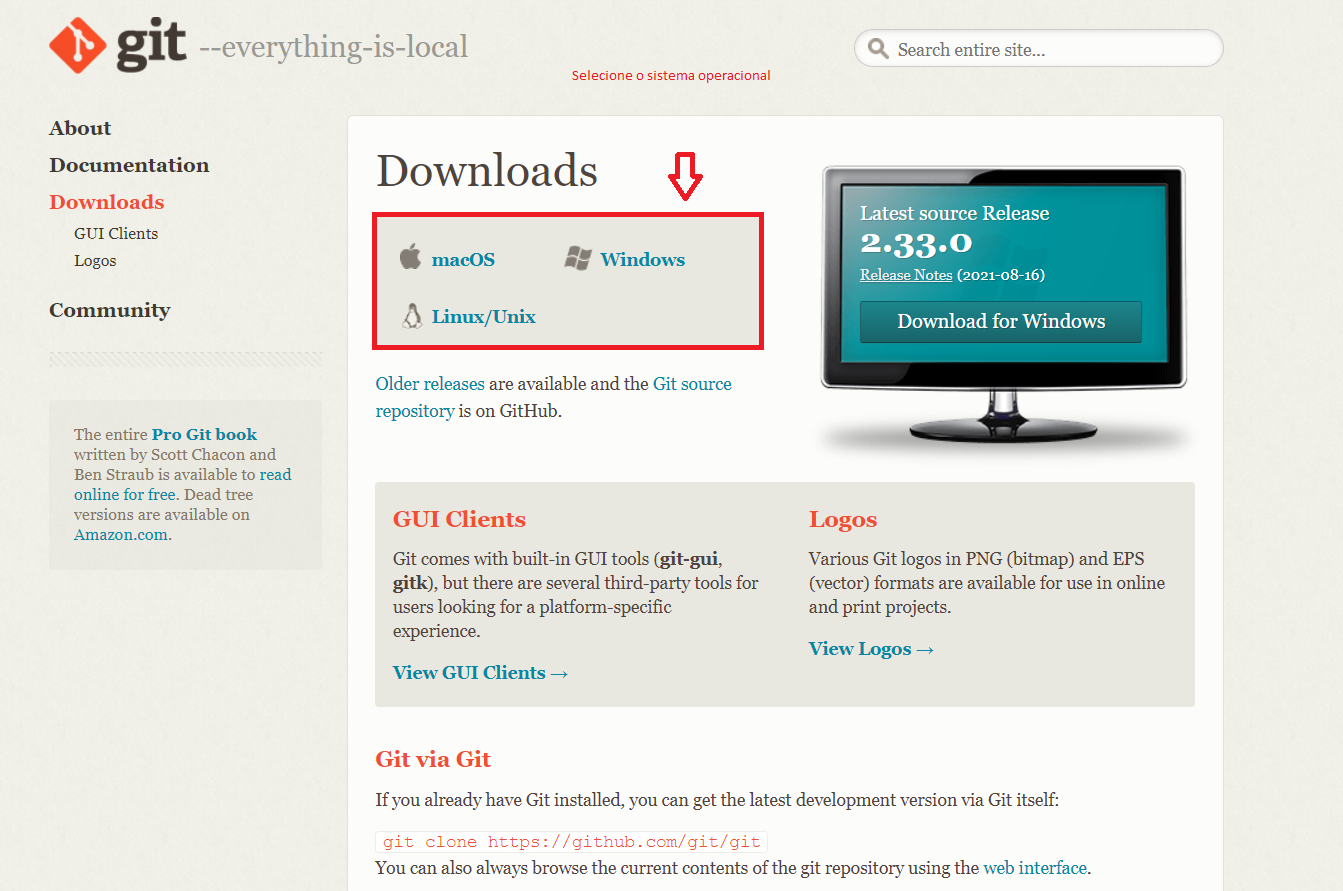 git --everything-is-local
Search entire site...
Selecione o sistema operacional
About
Documentation
Downloads
GUI Clients
Logos
Community
The entire Pro Git book
written by Scott Chacon and
Ben Straub is available to read
online for free. Dead tree
versions are available on
Amazon.com.
Downloads
macOS
Windows
Linux/Unix
Older releases are available and the Git source
repository is on GitHub.
Latest source Release
2.33.0
Release Notes (2021-08-16)
Download for Windows
GUI Clients
Git comes with built-in GUI tools (git-gui,
gitk), but there are several third-party tools for
users looking for a platform-specific
experience.
View GUI Clients →
Logos
Various Git logos in PNG (bitmap) and EPS
(vector) formats are available for use in online
and print projects.
View Logos →
Git via Git
If you already have Git installed, you can get the latest development version via Git itself:
git clone https://github.com/git/git
You can also always browse the current contents of the git repository using the web interface.